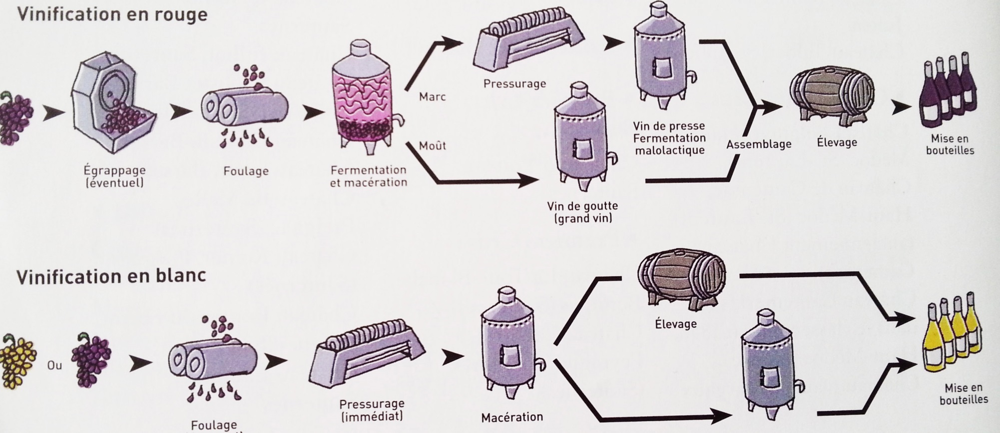 Vinification en rouge
Égrappage
(éventuel)
Foulage
Fermentation
et macération
Marc
Moût
Pressurage
Vin de goutte
(grand vin)
Vin de presse
Fermentation
malolactique
Assemblage
Élevage
Mise en
bouteilles
Vinification en blanc
Ou
Foulage
Pressurage
(immédiat)
Macération
Élevage
Mise en
bouteilles